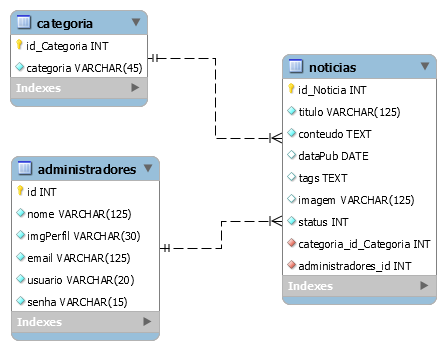 categoria
id_Categoria INT
categoria VARCHAR(45)
Indexes
administradores
id INT
nome VARCHAR(125)
imgPerfil VARCHAR(30)
email VARCHAR(125)
usuario VARCHAR(20)
senha VARCHAR(15)
Indexes
noticias
id_Noticia INT
titulo VARCHAR(125)
conteudo TEXT
dataPub DATE
tags TEXT
imagem VARCHAR(125)
status INT
categoria_id_Categoria INT
administradores_id INT
Indexes